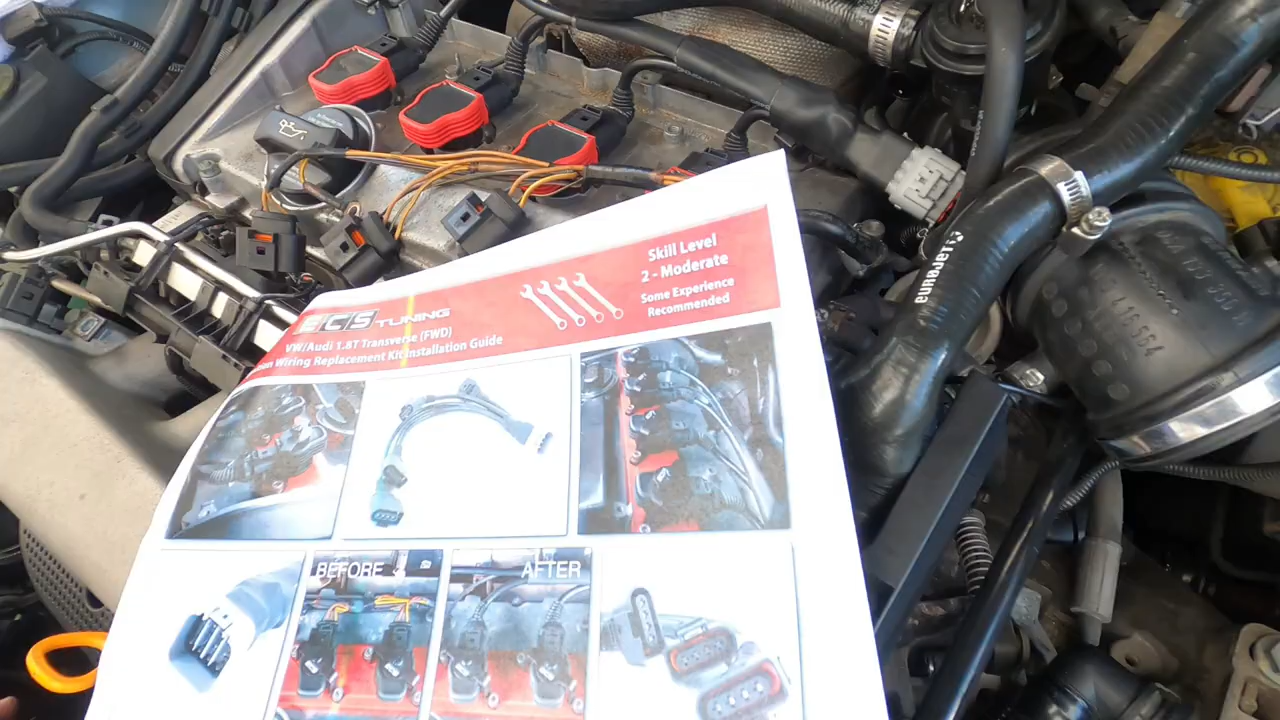 Skill Level
2 - Moderate
Some Experience
Recommended
ECS TUNING
VW/Audi 1.8T Transverse (FWD)
Wiring Replacement Kit Installation Guide
BEFORE
AFTER
eurojet